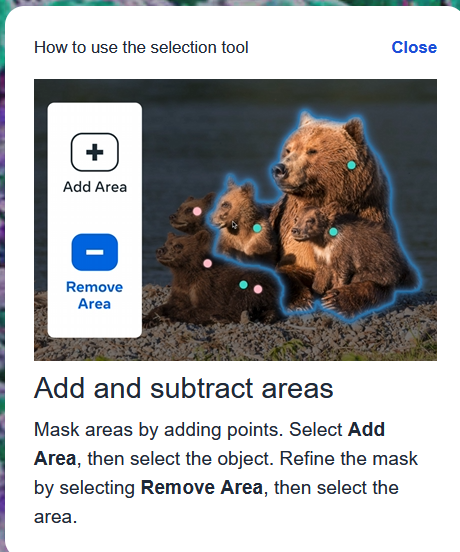 How to use the selection tool
Close
Add Area
Remove
Area
Add and subtract areas
Mask areas by adding points. Select Add
Area, then select the object. Refine the mask
by selecting Remove Area, then select the
area.